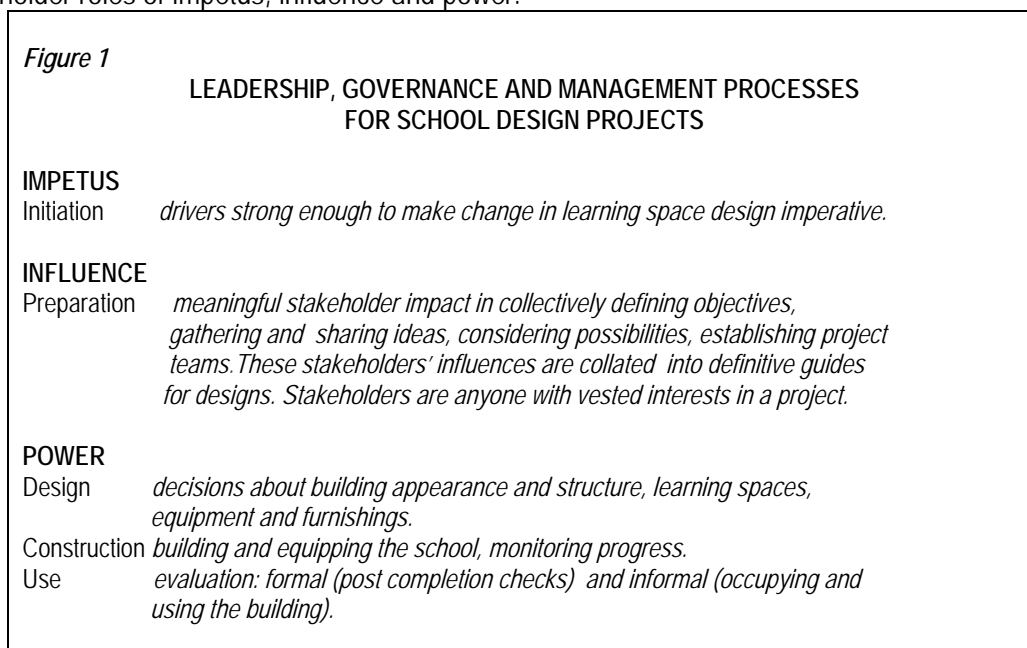 roles of impetus, influence and power.
Figure 1
LEADERSHIP, GOVERNANCE AND MANAGEMENT PROCESSES
FOR SCHOOL DESIGN PROJECTS
IMPETUS
Initiation drivers strong enough to make change in learning space design imperative.
INFLUENCE
Preparation meaningful stakeholder impact in collectively defining objectives,
gathering and sharing ideas, considering possibilities, establishing project
teams.These stakeholders' influences are collated into definitive guides
for designs. Stakeholders are anyone with vested interests in a project.
POWER
Design decisions about building appearance and structure, learning spaces,
equipment and furnishings.
Construction building and equipping the school, monitoring progress.
Use evaluation: formal (post completion checks) and informal (occupying and
using the building).